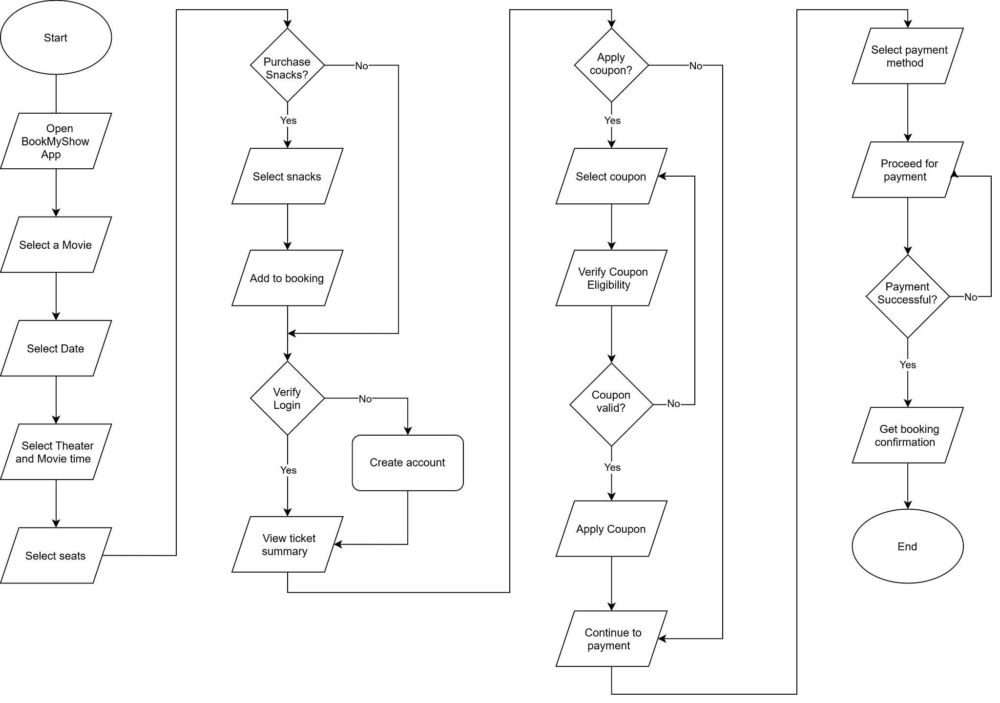 Start
Open
BookMyShow
App
Select a Movie
Select Date
Select Theater
and Movie time
Select seats
Purchase
Snacks?
No
Yes
Select snacks
Add to booking
Verify
Login
No
Yes
Create account
View ticket
summary
Apply
coupon?
No
Yes
Select coupon
Verify Coupon
Eligibility
Coupon
valid?
No
Yes
Apply Coupon
Continue to
payment
Select payment
method
Proceed for
payment
Payment
Successful?
No
Yes
Get booking
confirmation
End